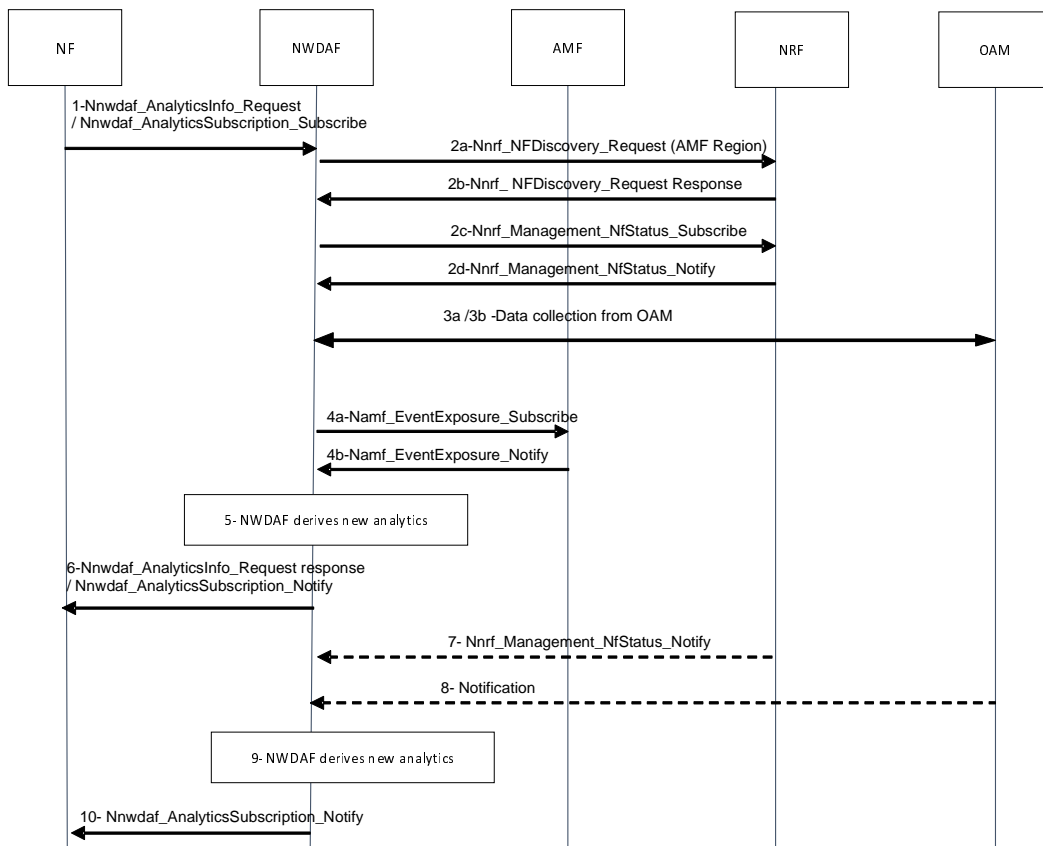 NF
NWDAF
AMF
NRF
OAM
1-Nnwdaf_AnalyticsInfo_Request
/ Nnwdaf_AnalyticsSubscription_Subscribe
2a-Nnrf_NFDiscovery_Request (AMF Region)
2b-Nnrf_ NFDiscovery_Request Response
2c-Nnrf_Management_NfStatus_Subscribe
2d-Nnrf_Management_NfStatus_Notify
3a /3b -Data collection from OAM
4a-Namf_EventExposure_Subscribe
4b-Namf_EventExposure_Notify
5- NWDAF derives new analytics
6-Nnwdaf_AnalyticsInfo_Request response
/ Nnwdaf_AnalyticsSubscription_Notify
7- Nnrf_Management_NfStatus_Notify
8- Notification
9- NWDAF derives new analytics
10- Nnwdaf_AnalyticsSubscription_Notify